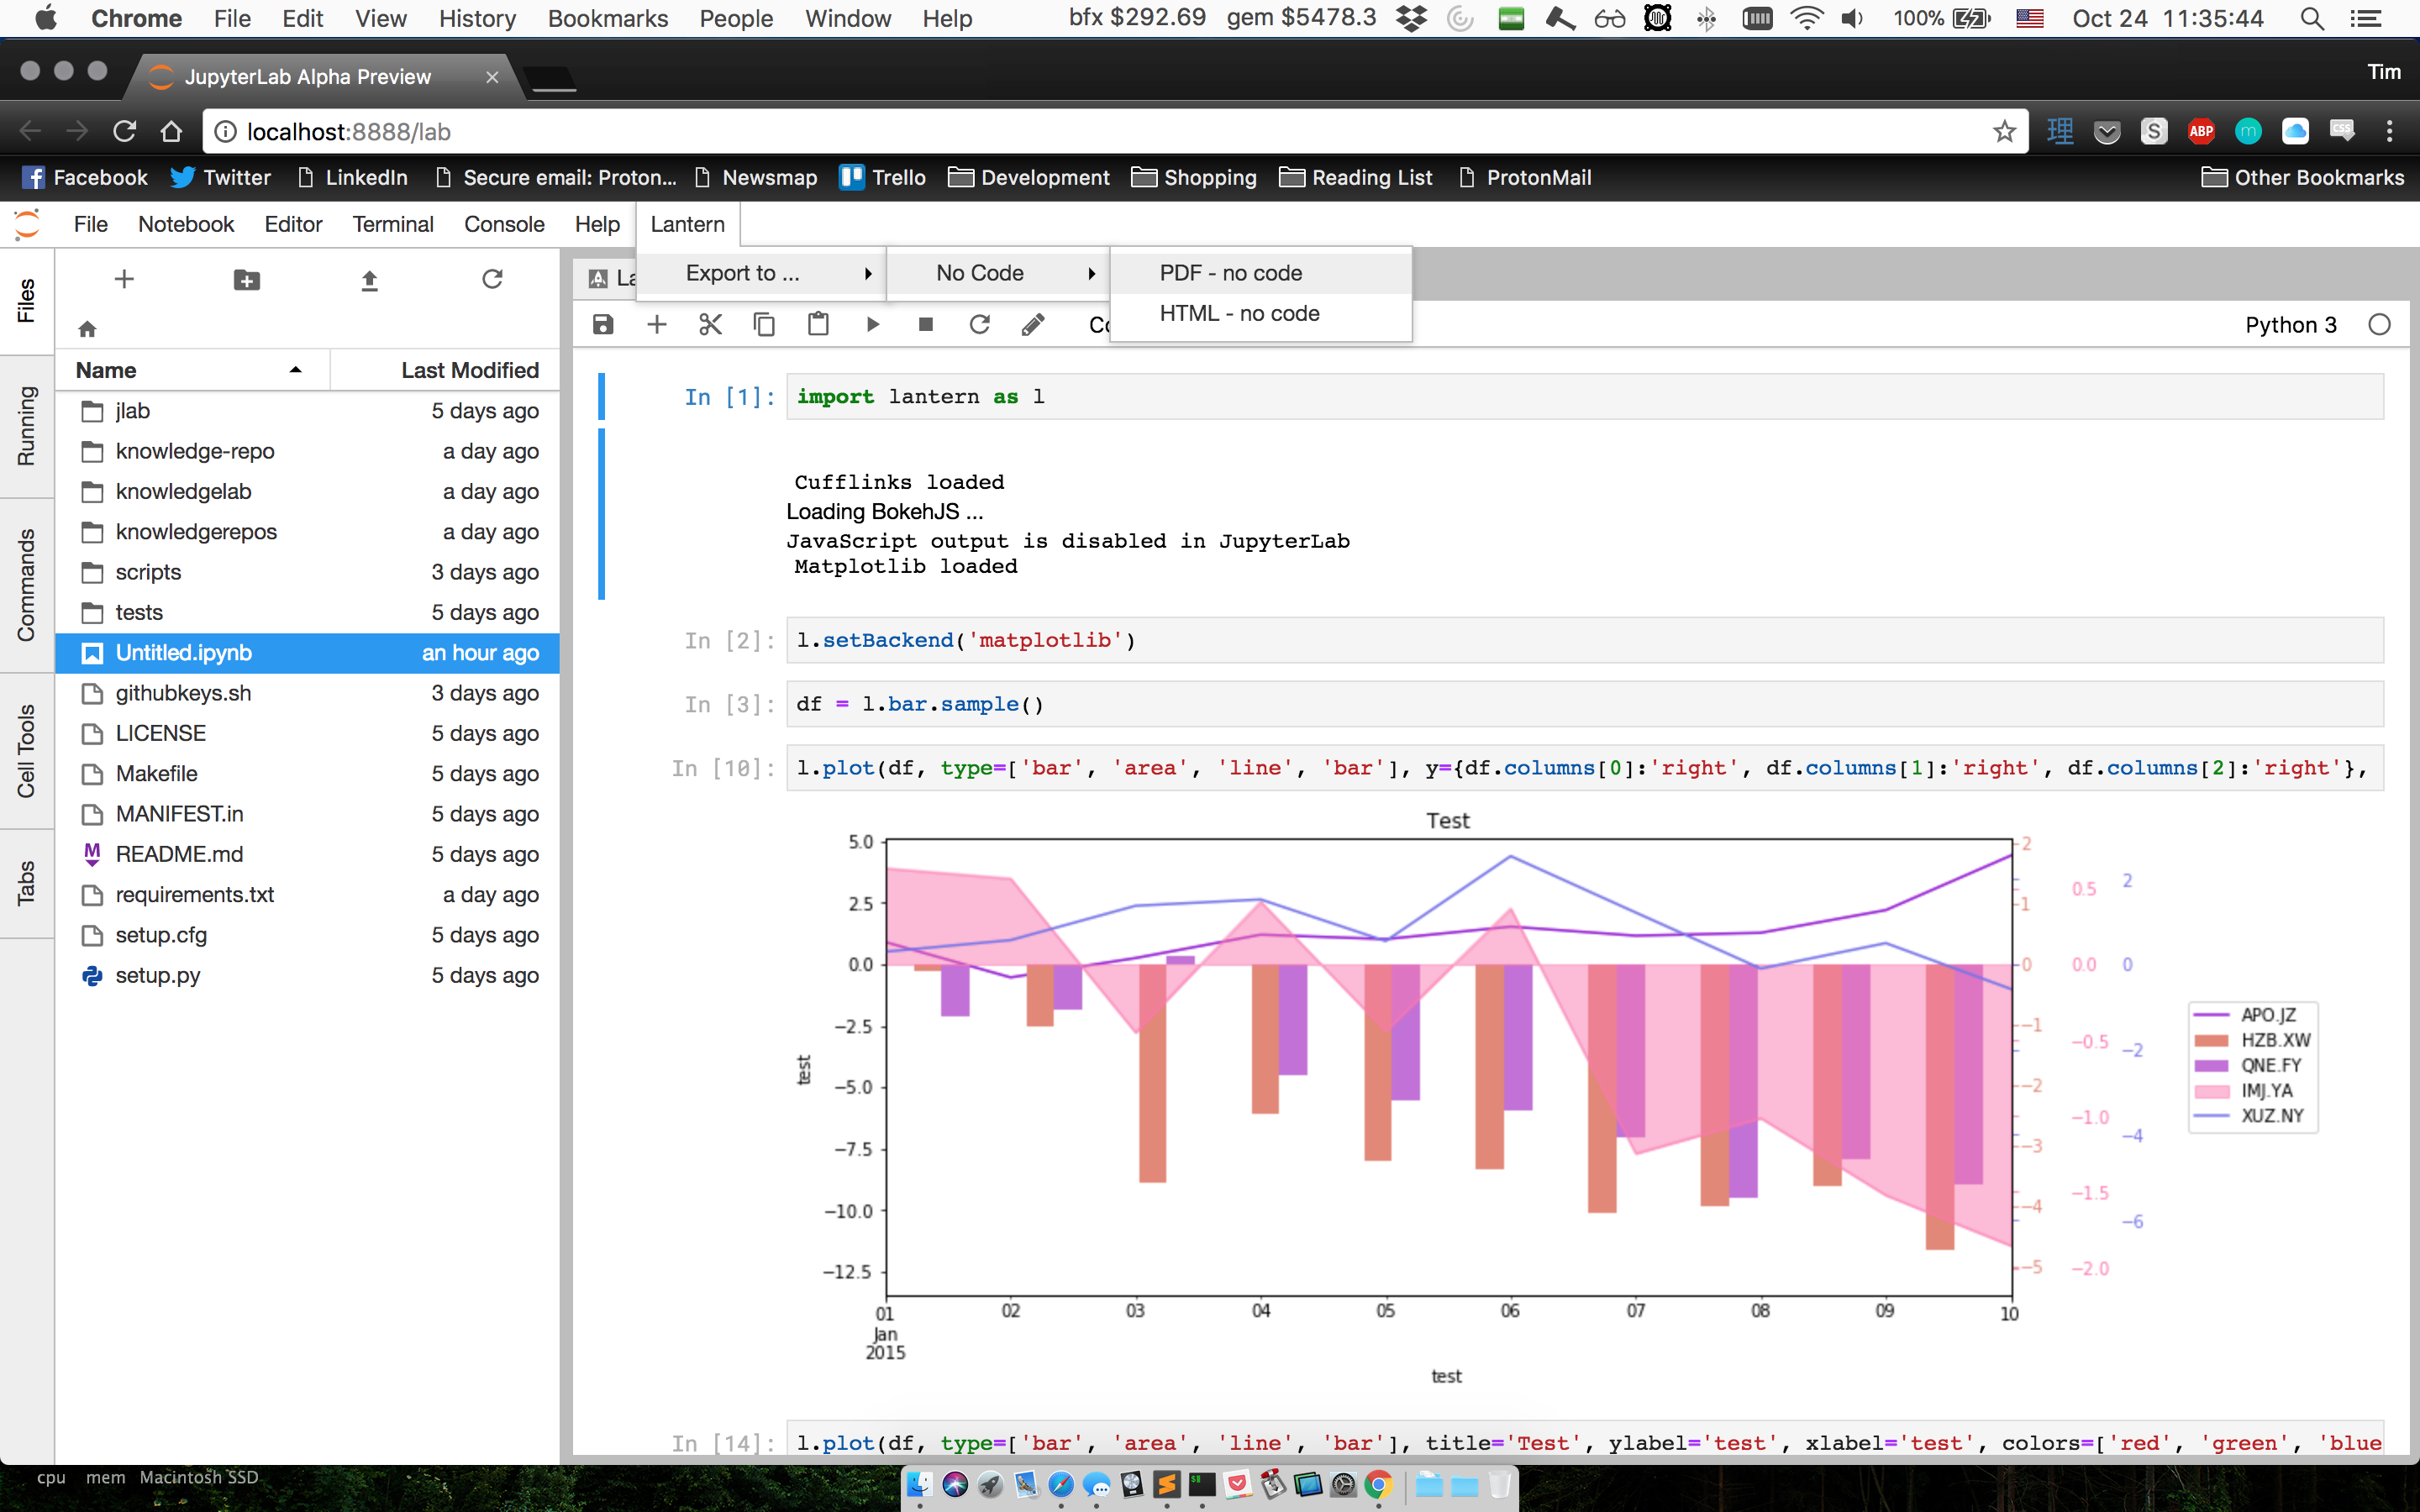 Chrome File Edit View History Bookmarks People Window Help bfx $292.69 gem $5478.3 100% Oct 24 11:35:44
JupyterLab Alpha Preview × Tim
localhost:8888/lab 理 S ABP m CSS
Facebook Twitter LinkedIn Secure email: Proton... Newsmap Trello Development Shopping Reading List ProtonMail Other Bookmarks
File Notebook Editor Terminal Console Help Lantern
Export to ... No Code PDF - no code
HTML - no code
Python 3
Files
Running
Commands
Cell Tools
Tabs
Name Last Modified
jlab 5 days ago
knowledge-repo a day ago
knowledgelab a day ago
knowledgerepos a day ago
scripts 3 days ago
tests 5 days ago
Untitled.ipynb an hour ago
githubkeys.sh 3 days ago
LICENSE 5 days ago
Makefile 5 days ago
MANIFEST.in 5 days ago
README.md 5 days ago
requirements.txt a day ago
setup.cfg 5 days ago
setup.py 5 days ago
In [1]: import lantern as l
Cufflinks loaded
Loading BokehJS ...
JavaScript output is disabled in JupyterLab
Matplotlib loaded
In [2]: l.setBackend('matplotlib')
In [3]: df = l.bar.sample()
In [10]: l.plot(df, type=['bar', 'area', 'line', 'bar'], y={df.columns[0]:'right', df.columns[1]:'right', df.columns[2]:'right'},
Test
5.0
2.5
0.0
−2.5
−5.0
−7.5
−10.0
−12.5
test
01 02 03 04 05 06 07 08 09 10
Jan
2015
test
2
1
0
−1
−2
−3
−4
−5
0.5
0.0
−0.5
−1.0
−1.5
−2.0
2
0
−2
−4
−6
APO.JZ
HZB.XW
QNE.FY
IMJ.YA
XUZ.NY
In [14]: l.plot(df, type=['bar', 'area', 'line', 'bar'], title='Test', ylabel='test', xlabel='test', colors=['red', 'green', 'blue
cpu mem Macintosh SSD